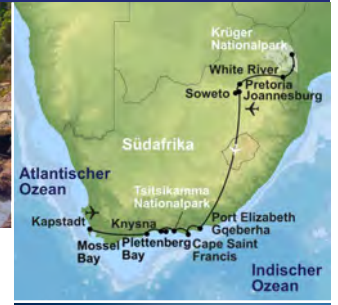 Krüger
Nationalpark
White River
Pretoria
Soweto
Joannesburg
Südafrika
Atlantischer
Ozean
Tsitsikamma
Nationalpark
Kapstadt
Knysna
Port Elizabeth
Gqeberha
Mossel
Bay
Plettenberg
Bay
Cape Saint
Francis
Indischer
Ozean